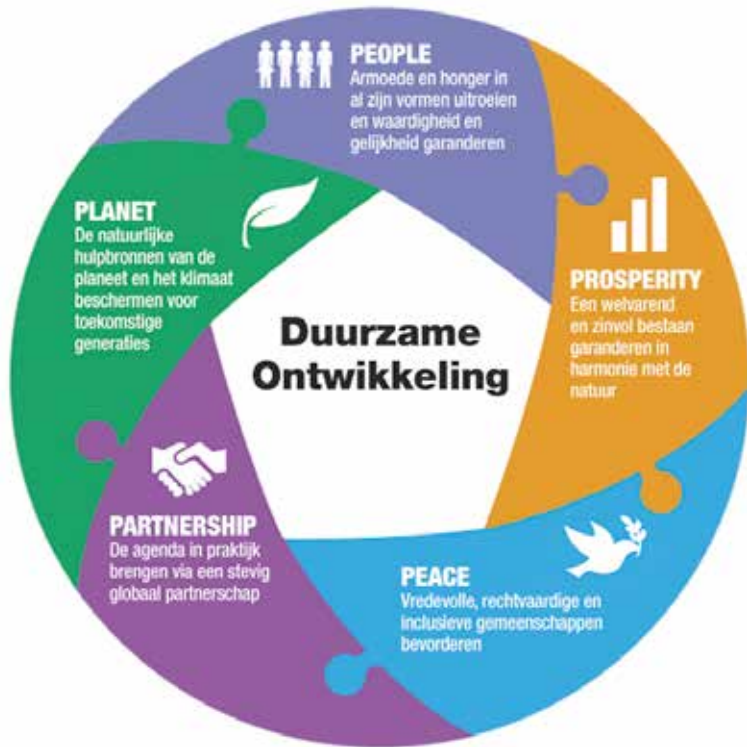 PEOPLE
Armoede en honger in
al zijn vormen uitroeien
en waardigheid en
gelijkheid garanderen
PROSPERITY
Een welvarend
en zinvol bestaan
garanderen in
harmonie met de
natuur
PEACE
Vredevolle, rechtvaardige en
inclusieve gemeenschappen
bevorderen
PARTNERSHIP
De agenda in praktijk
brengen via een stevig
globaal partnerschap
PLANET
De natuurlijke
hulpbronnen van de
planeet en het klimaat
beschermen voor
toekomstige
generaties
Duurzame
Ontwikkeling